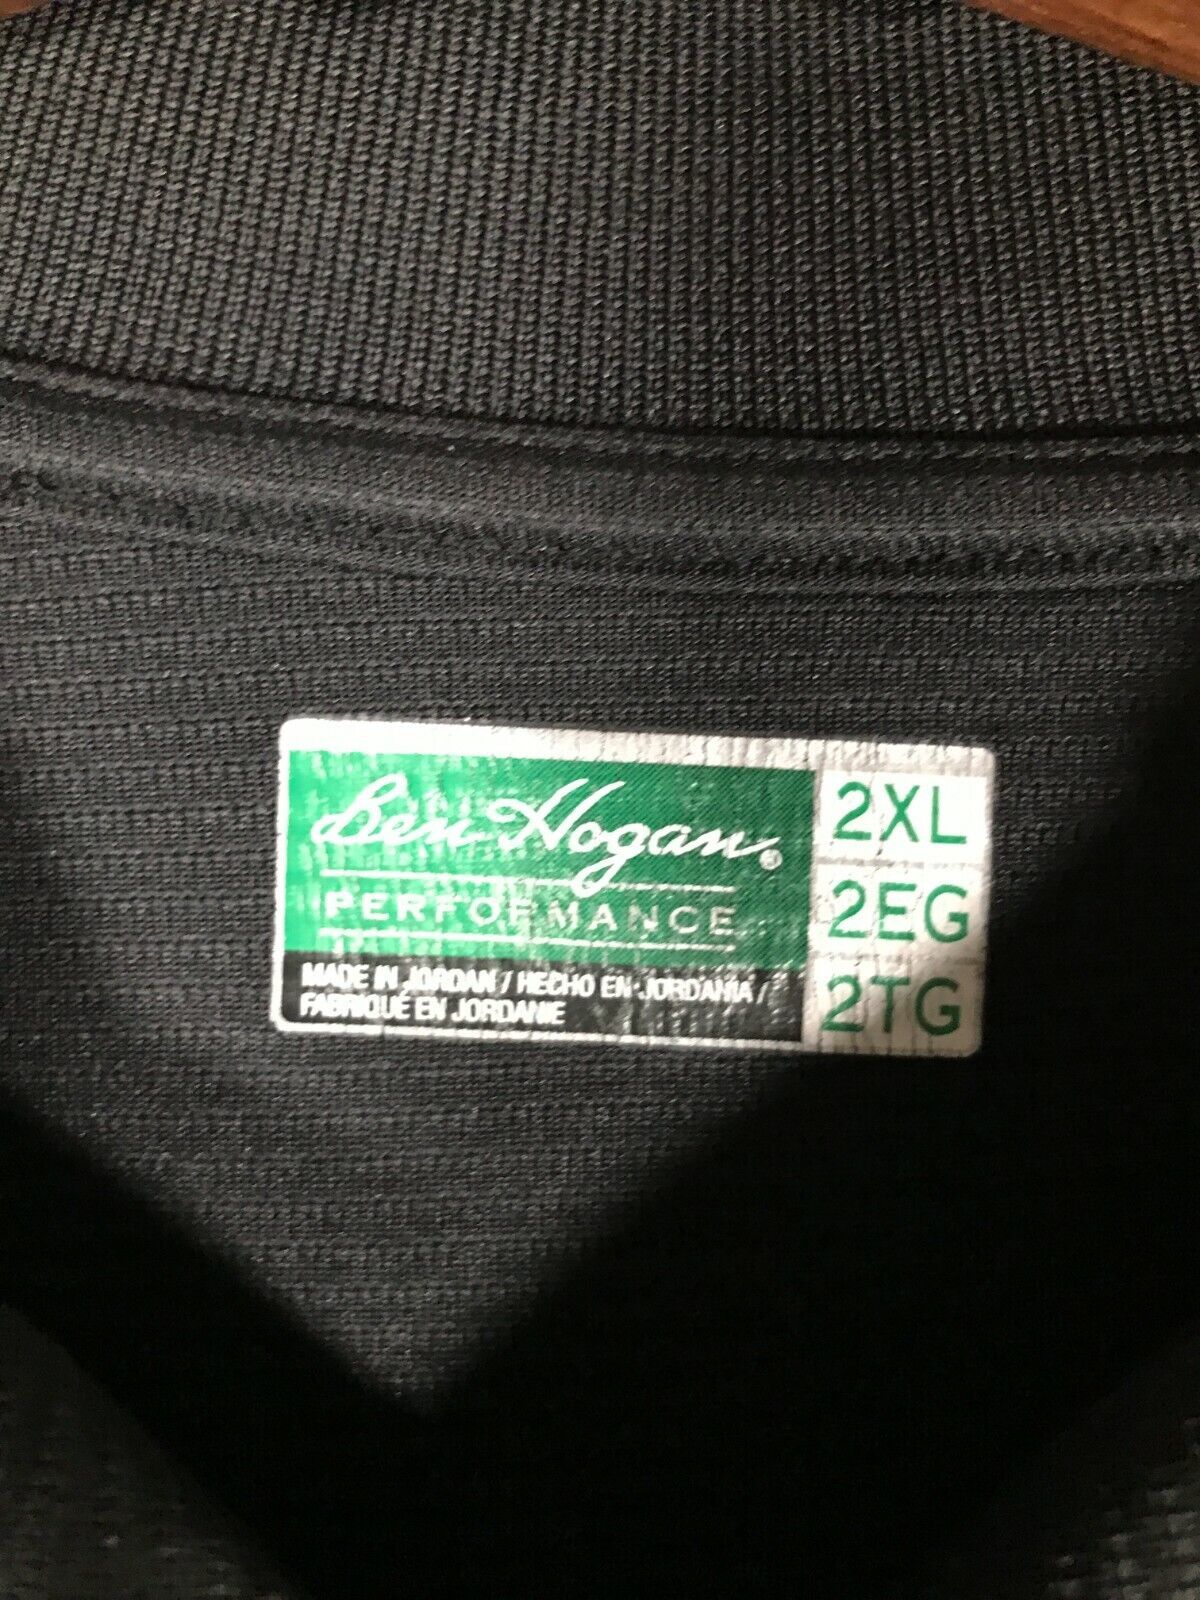 Ben Hogan®
PERFORMANCE
MADE IN JORDAN / HECHO EN JORDANIA /
FABRIQUÉ EN JORDANIE
2XL
2EG
2TG